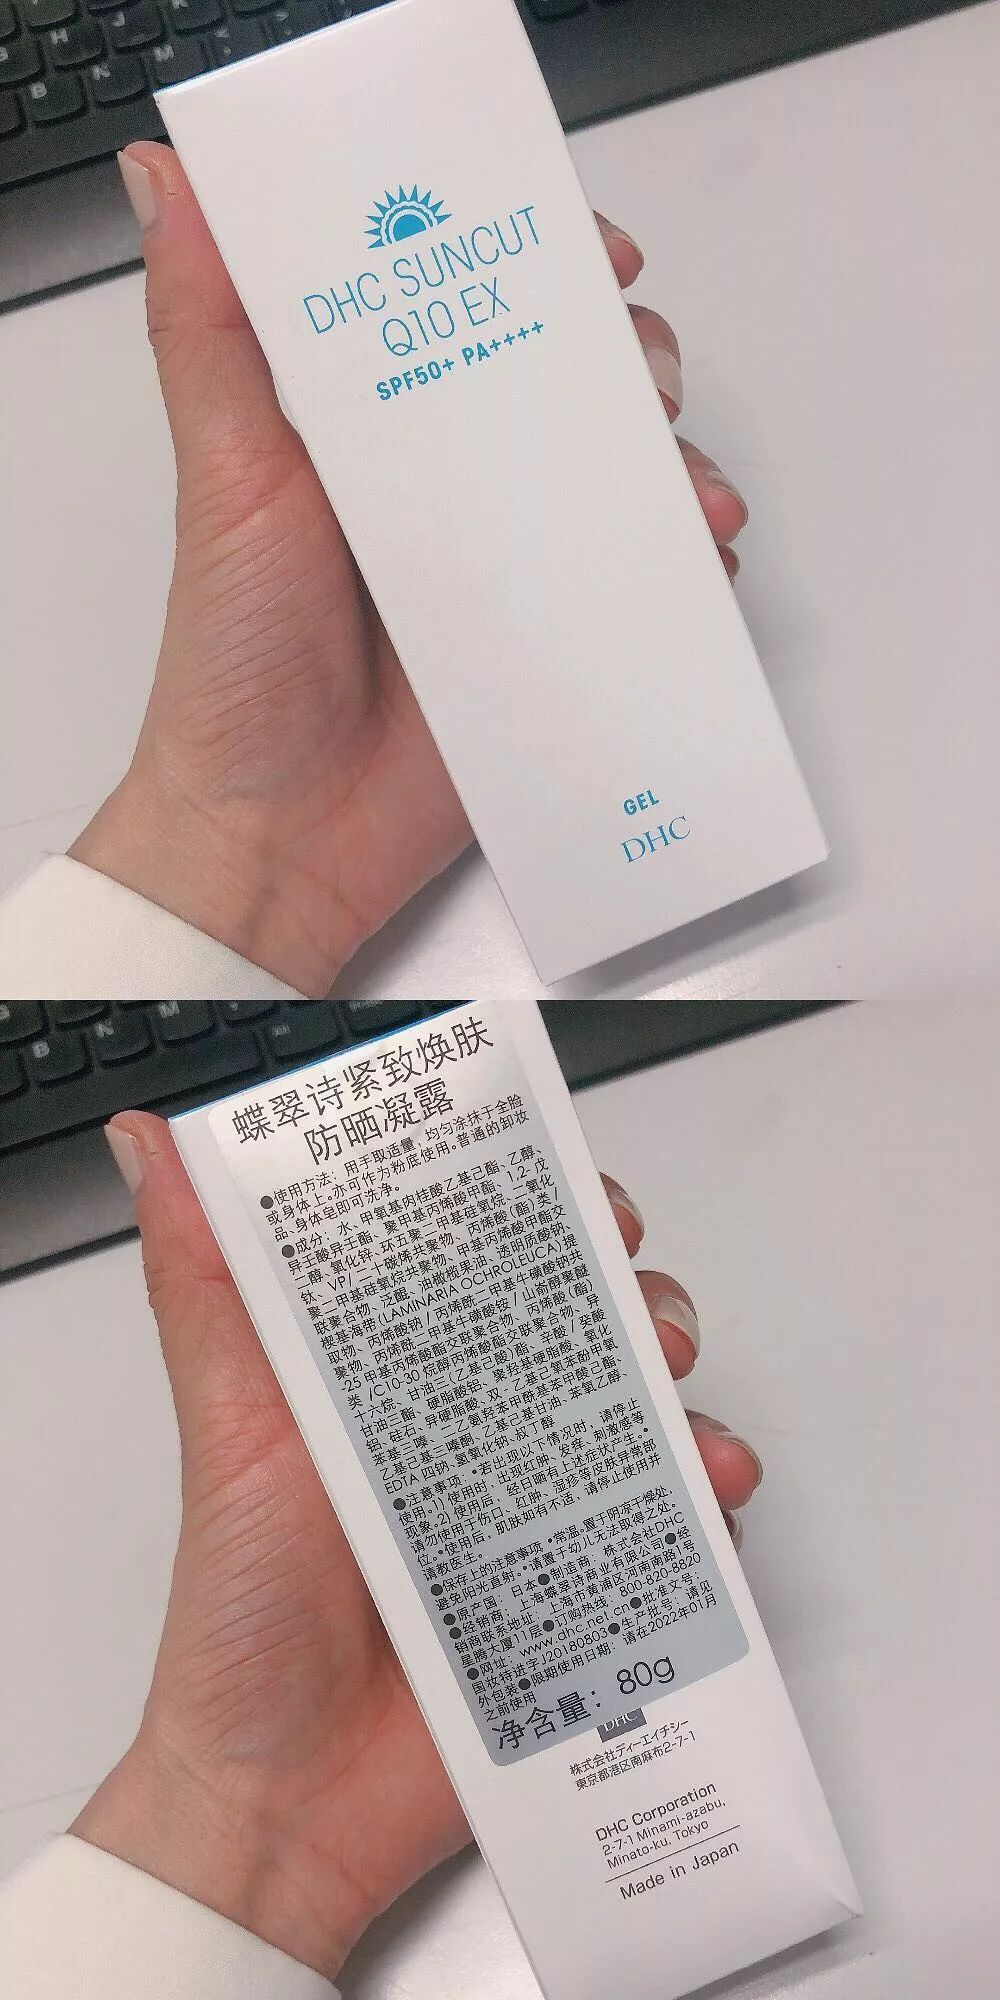 H
B
N
M
DHC SUNCUT
Q10 EX
SPF50+ PA++++
GEL
DHC
B
N
M
蝶翠诗紧致焕肤
防晒凝露
●使用方法：用手取适量，均匀涂抹于全脸
或身体上。亦可作为粉底使用。普通的卸妆
品、身体皂即可洗净。
●成分：水、甲氧基肉桂酸乙基己酯、乙醇、
异壬酸异壬酯、聚甲基丙烯酸甲酯、1,2-戊
二醇、氧化锌、环五聚二甲基硅氧烷、二氧化
钛、VP/二十碳烯共聚物、丙烯酸(酯)类/
聚二甲基硅氧烷共聚物、甲基丙烯酸甲酯交
联聚合物、泛醌、油橄榄果油、透明质酸钠、
楔基海带(LAMINARIA OCHROLEUCA)提
取物、丙烯酸钠/丙烯酰二甲基牛磺酸钠共
聚物、丙烯酰二甲基牛磺酸铵/山嵛醇聚醚
-25 甲基丙烯酸酯交联聚合物、丙烯酸(酯)
类/C10-30 烷醇丙烯酸酯交联聚合物、异
十六烷、甘油三(乙基己酸)酯、辛酸/癸酸
甘油三酯、硬脂酸铝、聚羟基硬脂酸、氧化
铝、硅石、异硬脂酸、双-乙基己氧苯酚甲氧
苯基三嗪、二乙氨羟苯甲酰基苯甲酸己酯、
乙基己基三嗪酮、乙基己基甘油、苯氧乙醇、
EDTA 四钠、氢氧化钠、叔丁醇
●注意事项：•若出现以下情况时，请停止
使用。1) 使用时，出现红肿、发痒、刺激感等
现象。2) 使用后，经日晒有上述症状产生。•
请勿使用于伤口、红肿、湿疹等皮肤异常部
位。•使用后，肌肤如有不适，请停止使用并
请教医生。
●保存上的注意事项：•常温。置于阴凉干燥处，
避免阳光直射。•请置于幼儿无法取得之处。
●原产国：日本●制造商：株式会社DHC
●经销商：上海蝶翠诗商业有限公司●经
销商联系地址：上海市黄浦区河南南路1号
星腾大厦11层●订购热线：800-820-8820
●网址：www.dhc.net.cn●批准文号：
国妆特进字J20180803●生产批号：请见
外包装●限期使用日期：请在2022年01月
之前使用
净含量：80g
DHC
株式会社ディーエイチシー
東京都港区南麻布2-7-1
DHC Corporation
2-7-1 Minami-azabu,
Minato-ku, Tokyo
Made in Japan